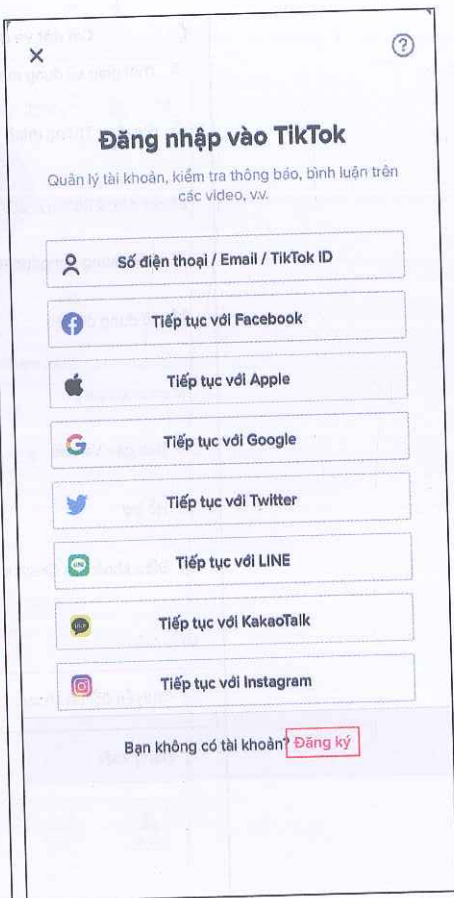 Đăng nhập vào TikTok
Quản lý tài khoản, kiểm tra thông báo, bình luận trên
các video, v.v.
Số điện thoại / Email / TikTok ID
Tiếp tục với Facebook
Tiếp tục với Apple
Tiếp tục với Google
Tiếp tục với Twitter
Tiếp tục với LINE
Tiếp tục với KakaoTalk
Tiếp tục với Instagram
Bạn không có tài khoản? Đăng ký